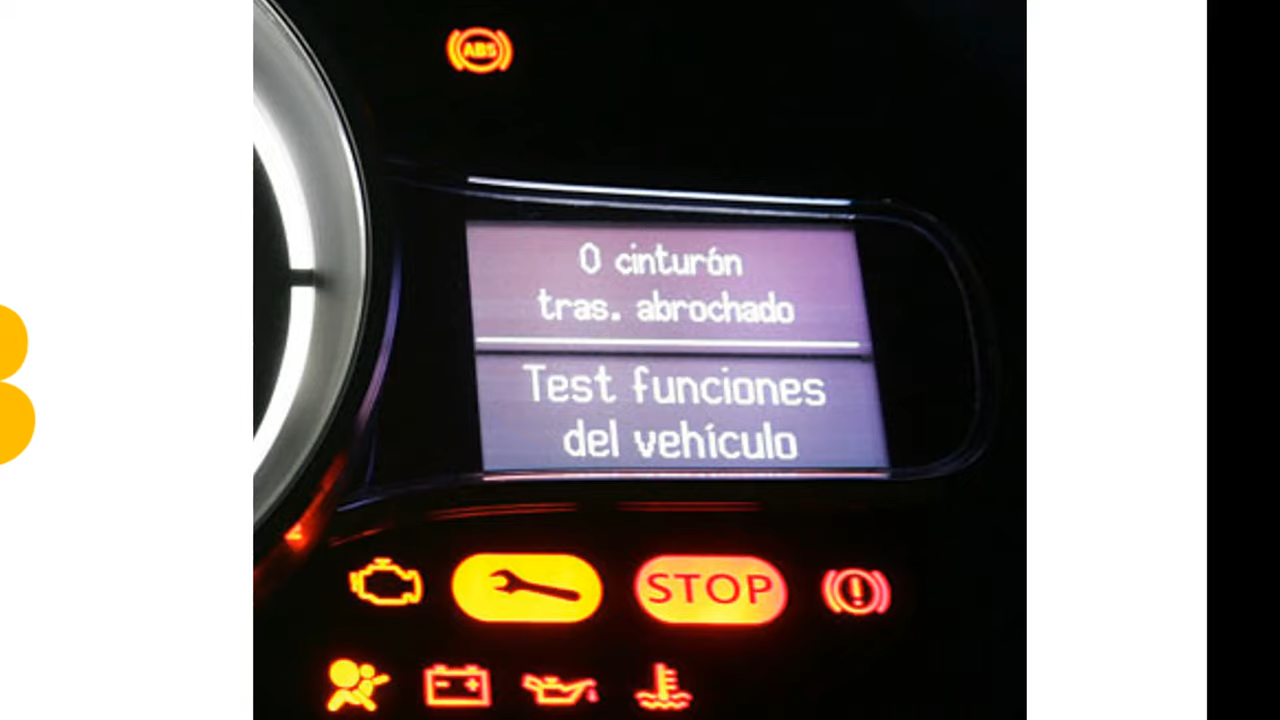 ABS
0 cinturón
tras. abrochado
Test funciones
del vehículo
STOP